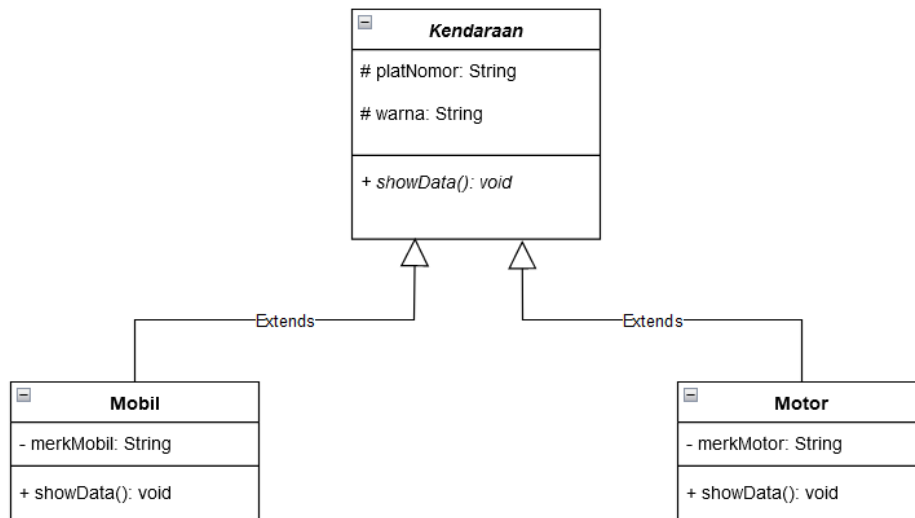 Kendaraan
# platNomor: String
# warna: String
+ showData(): void
Extends
Extends
Mobil
- merkMobil: String
+ showData(): void
Motor
- merkMotor: String
+ showData(): void